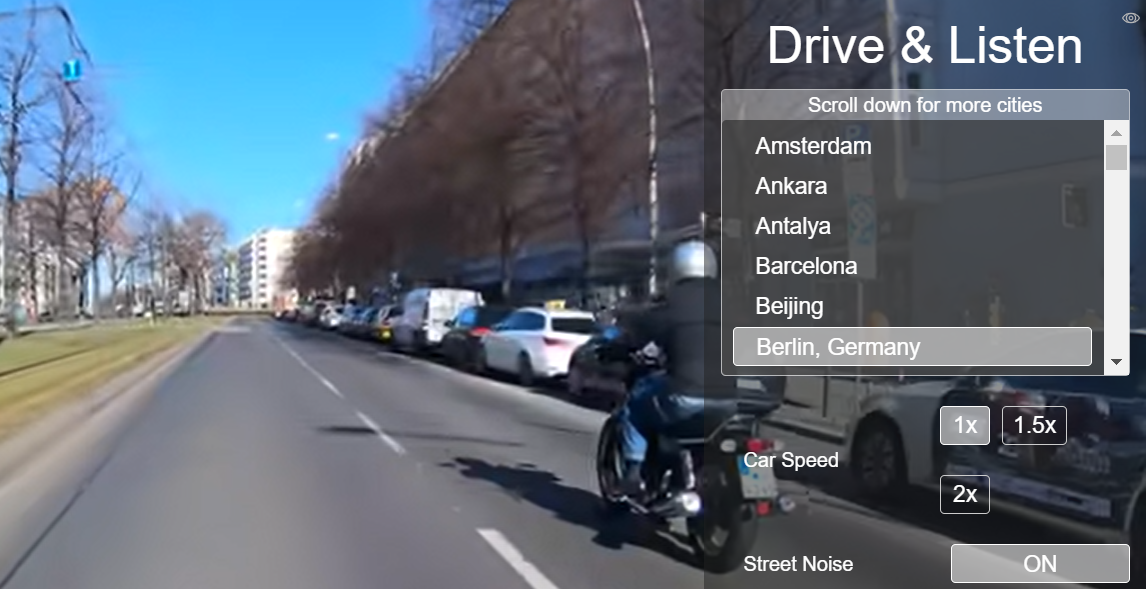 Drive & Listen
Scroll down for more cities
Amsterdam
Ankara
Antalya
Barcelona
Beijing
Berlin, Germany
Car Speed
1x
1.5x
2x
Street Noise
ON